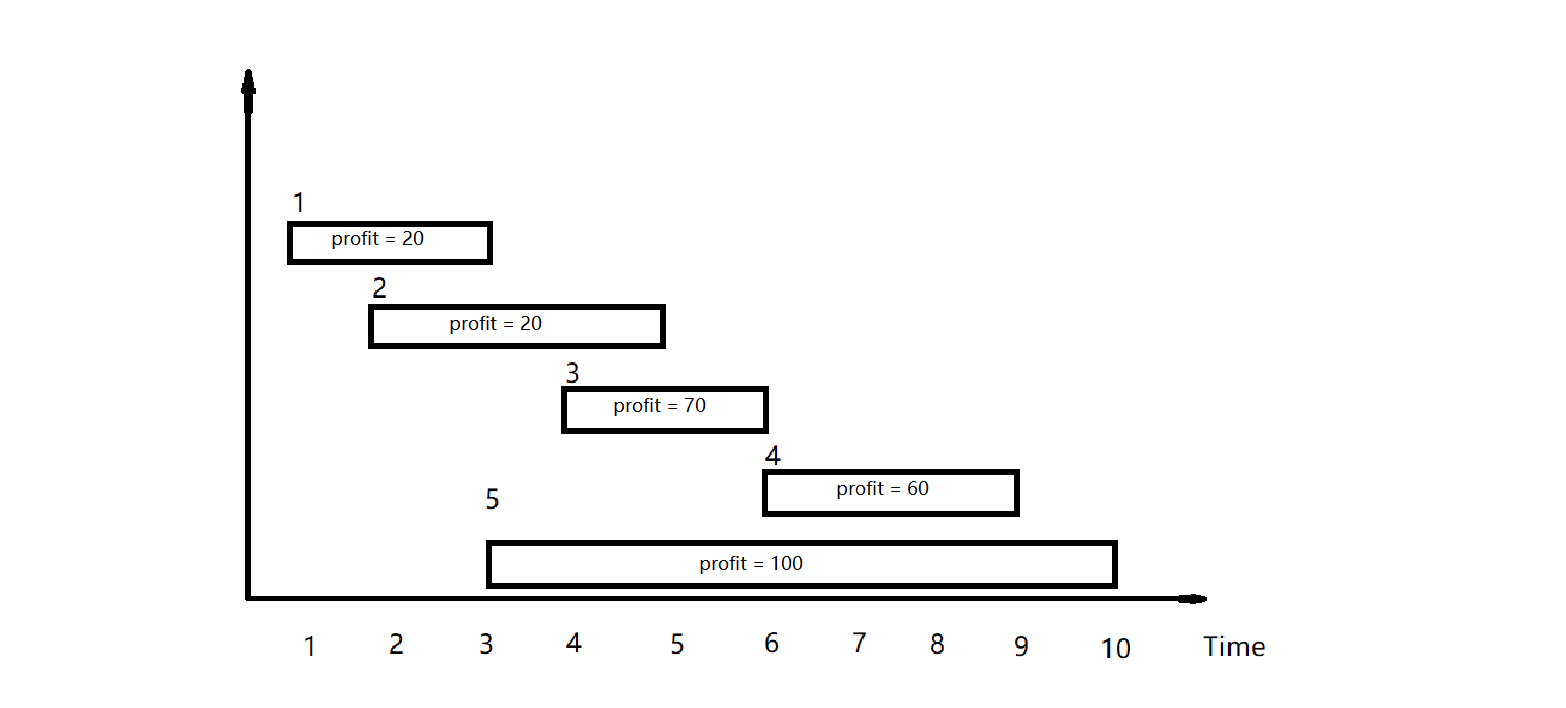 1
profit = 20
2
profit = 20
3
profit = 70
4
profit = 60
5
profit = 100
1 2 3 4 5 6 7 8 9 10 Time